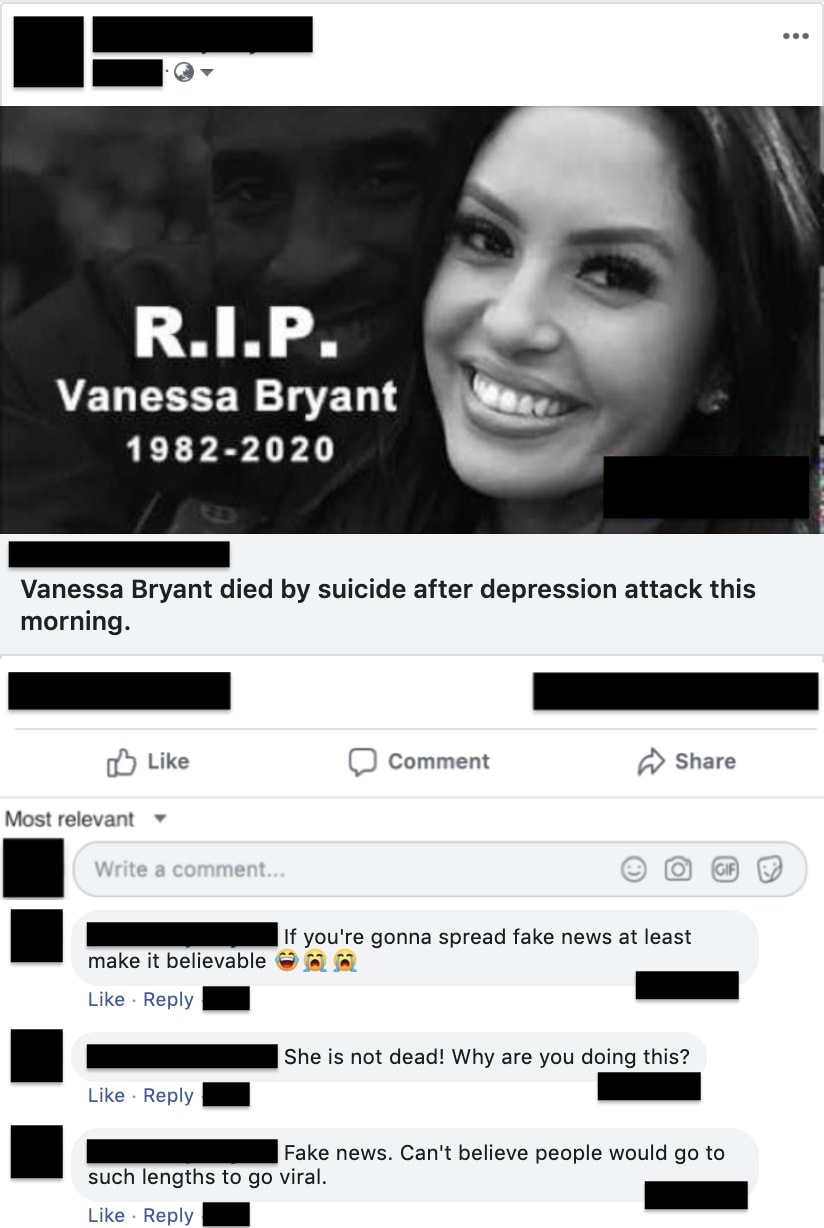 R.I.P.
Vanessa Bryant
1982-2020
Vanessa Bryant died by suicide after depression attack this
morning.
Like
Comment
Share
Most relevant
Write a comment...
GIF
If you're gonna spread fake news at least
make it believable 😂😭😭
Like · Reply
She is not dead! Why are you doing this?
Like · Reply
Fake news. Can't believe people would go to
such lengths to go viral.
Like · Reply